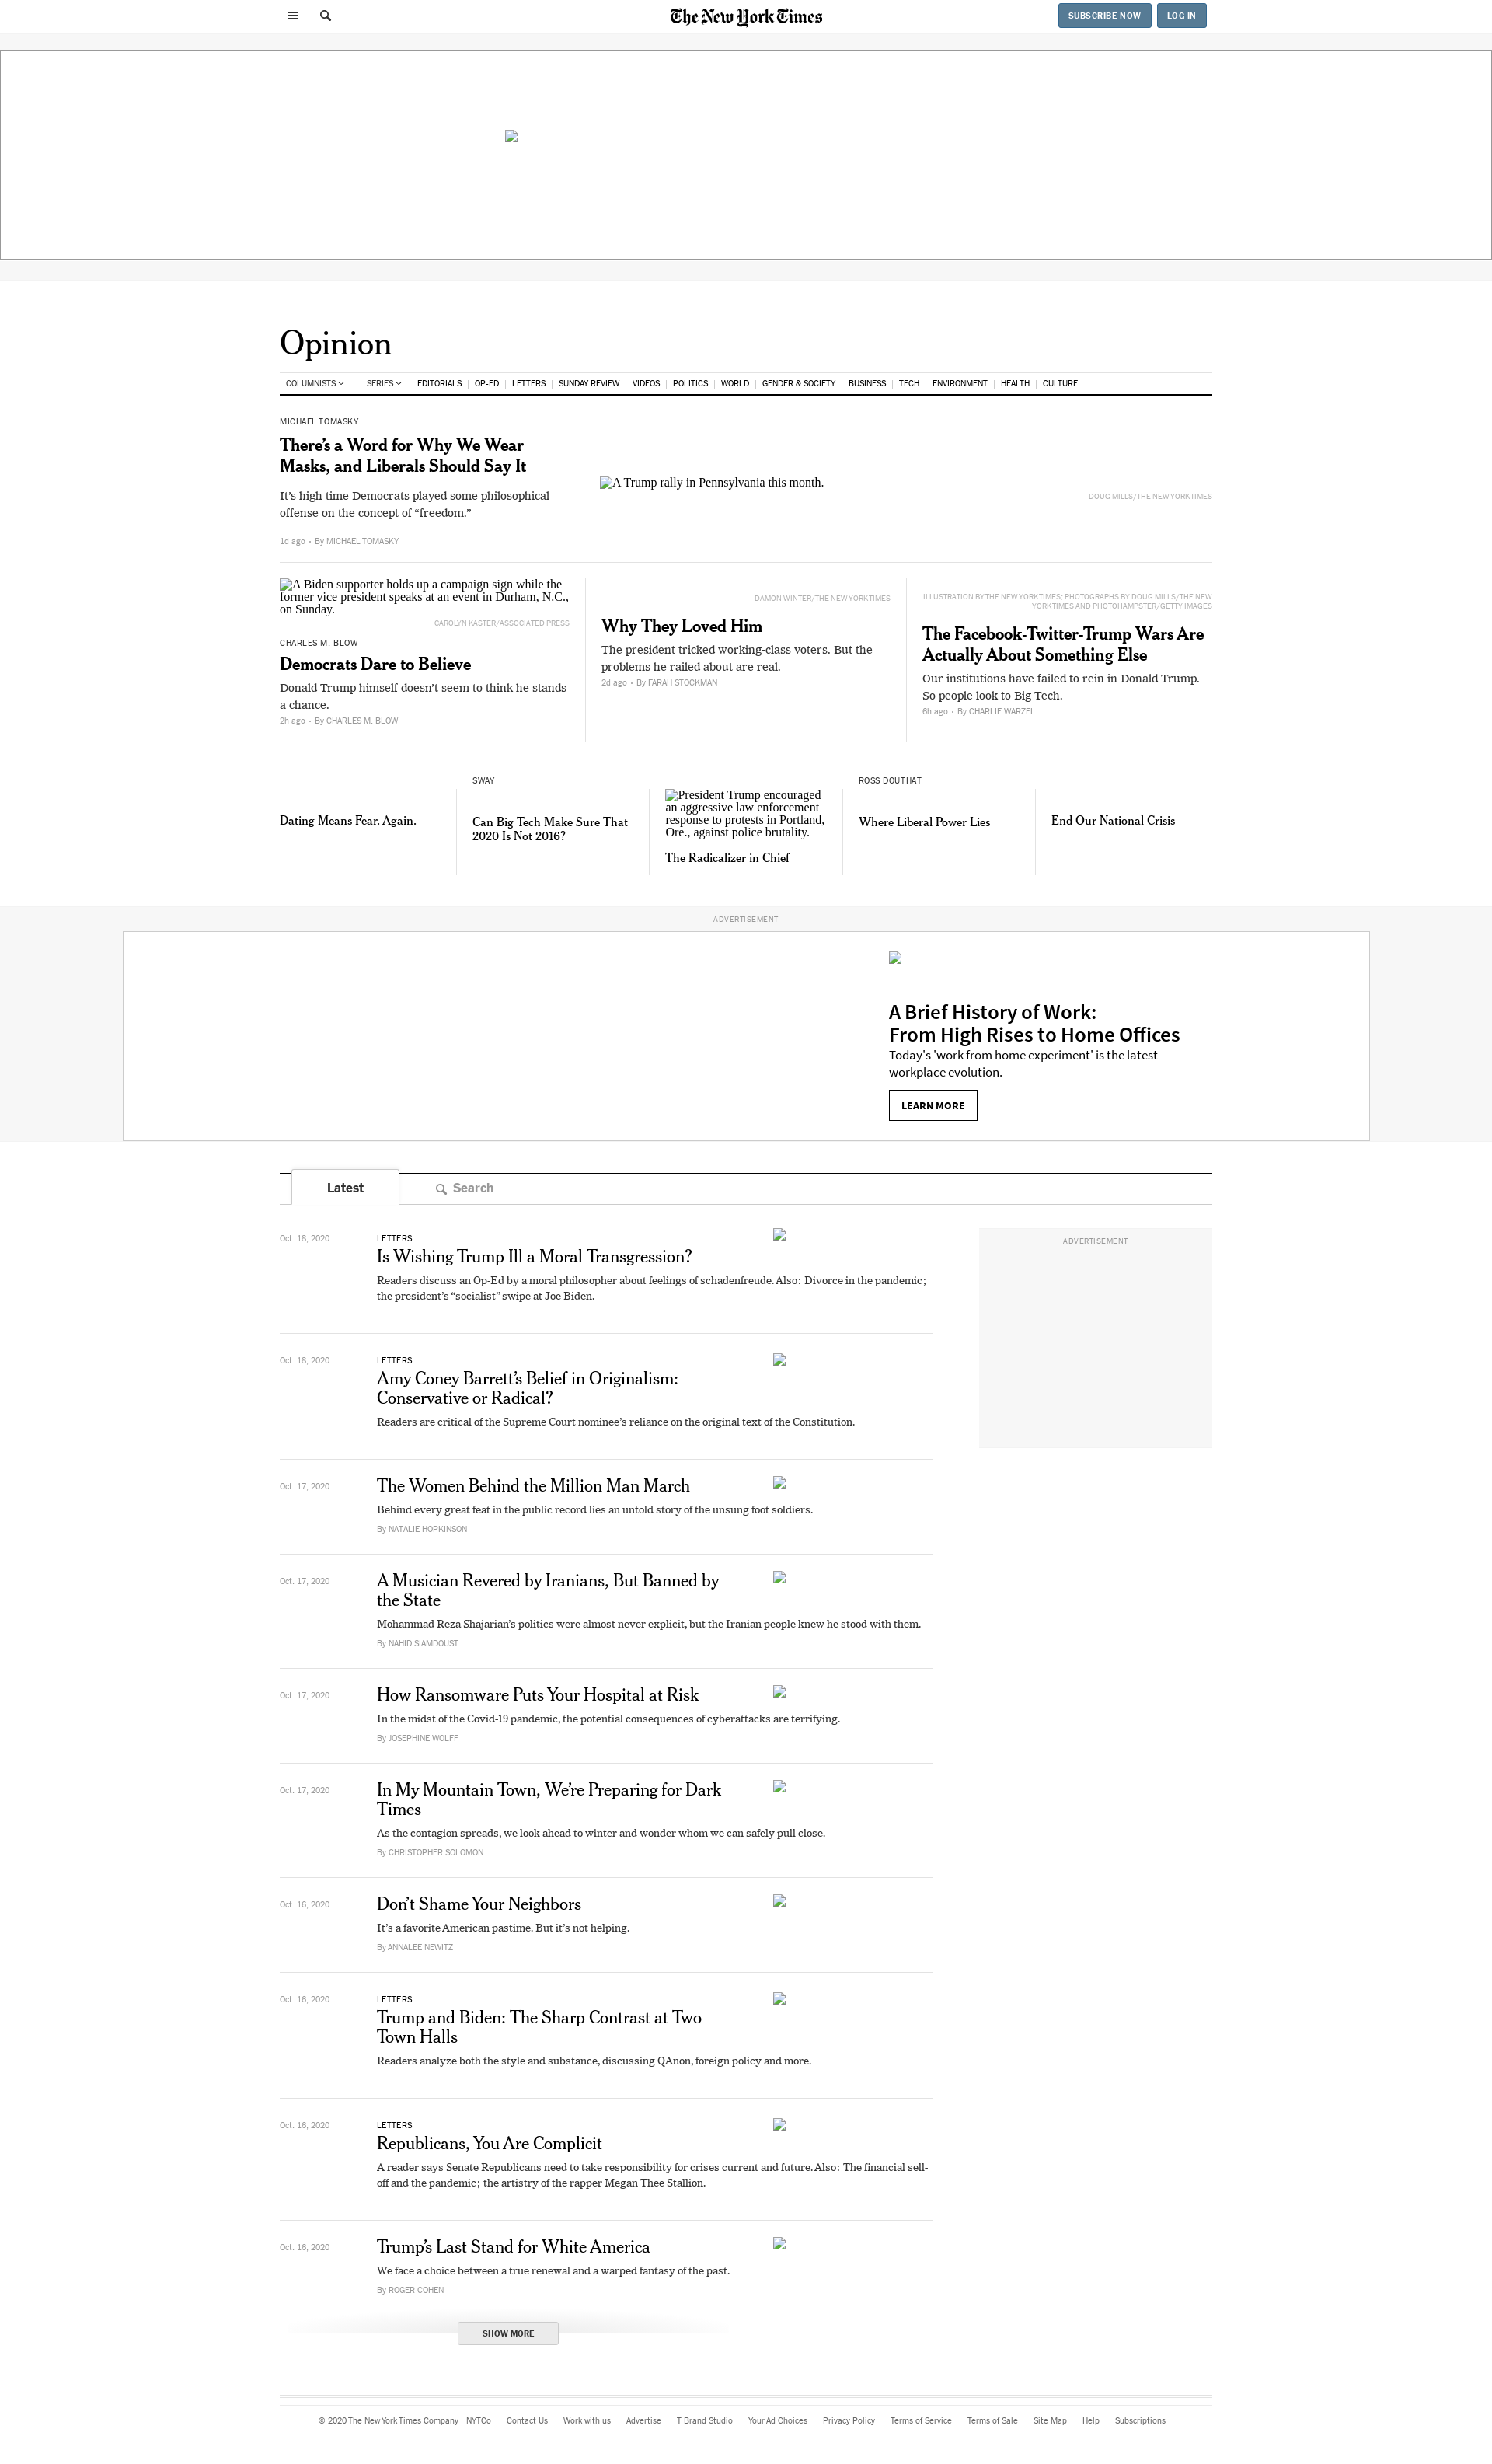 The New York Times
SUBSCRIBE NOW
LOG IN
Opinion
COLUMNISTS
SERIES
EDITORIALS
OP-ED
LETTERS
SUNDAY REVIEW
VIDEOS
POLITICS
WORLD
GENDER & SOCIETY
BUSINESS
TECH
ENVIRONMENT
HEALTH
CULTURE
MICHAEL TOMASKY
There’s a Word for Why We Wear
Masks, and Liberals Should Say It
It’s high time Democrats played some philosophical
offense on the concept of “freedom.”
1d ago • By MICHAEL TOMASKY
A Trump rally in Pennsylvania this month.
DOUG MILLS/THE NEW YORK TIMES
A Biden supporter holds up a campaign sign while the
former vice president speaks at an event in Durham, N.C.,
on Sunday.
CAROLYN KASTER/ASSOCIATED PRESS
CHARLES M. BLOW
Democrats Dare to Believe
Donald Trump himself doesn’t seem to think he stands
a chance.
2h ago • By CHARLES M. BLOW
DAMON WINTER/THE NEW YORK TIMES
Why They Loved Him
The president tricked working-class voters. But the
problems he railed about are real.
2d ago • By FARAH STOCKMAN
ILLUSTRATION BY THE NEW YORK TIMES; PHOTOGRAPHS BY DOUG MILLS/THE NEW
YORK TIMES AND PHOTOHAMPSTER/GETTY IMAGES
The Facebook-Twitter-Trump Wars Are
Actually About Something Else
Our institutions have failed to rein in Donald Trump.
So people look to Big Tech.
6h ago • By CHARLIE WARZEL
Dating Means Fear. Again.
SWAY
Can Big Tech Make Sure That
2020 Is Not 2016?
President Trump encouraged
an aggressive law enforcement
response to protests in Portland,
Ore., against police brutality.
The Radicalizer in Chief
ROSS DOUTHAT
Where Liberal Power Lies
End Our National Crisis
ADVERTISEMENT
A Brief History of Work:
From High Rises to Home Offices
Today's 'work from home experiment' is the latest
workplace evolution.
LEARN MORE
Latest
Search
Oct. 18, 2020
LETTERS
Is Wishing Trump Ill a Moral Transgression?
Readers discuss an Op-Ed by a moral philosopher about feelings of schadenfreude. Also: Divorce in the pandemic;
the president’s “socialist” swipe at Joe Biden.
ADVERTISEMENT
Oct. 18, 2020
LETTERS
Amy Coney Barrett’s Belief in Originalism:
Conservative or Radical?
Readers are critical of the Supreme Court nominee’s reliance on the original text of the Constitution.
Oct. 17, 2020
The Women Behind the Million Man March
Behind every great feat in the public record lies an untold story of the unsung foot soldiers.
By NATALIE HOPKINSON
Oct. 17, 2020
A Musician Revered by Iranians, But Banned by
the State
Mohammad Reza Shajarian’s politics were almost never explicit, but the Iranian people knew he stood with them.
By NAHID SIAMDOUST
Oct. 17, 2020
How Ransomware Puts Your Hospital at Risk
In the midst of the Covid-19 pandemic, the potential consequences of cyberattacks are terrifying.
By JOSEPHINE WOLFF
Oct. 17, 2020
In My Mountain Town, We’re Preparing for Dark
Times
As the contagion spreads, we look ahead to winter and wonder whom we can safely pull close.
By CHRISTOPHER SOLOMON
Oct. 16, 2020
Don’t Shame Your Neighbors
It’s a favorite American pastime. But it’s not helping.
By ANNALEE NEWITZ
Oct. 16, 2020
LETTERS
Trump and Biden: The Sharp Contrast at Two
Town Halls
Readers analyze both the style and substance, discussing QAnon, foreign policy and more.
Oct. 16, 2020
LETTERS
Republicans, You Are Complicit
A reader says Senate Republicans need to take responsibility for crises current and future. Also: The financial sell-
off and the pandemic; the artistry of the rapper Megan Thee Stallion.
Oct. 16, 2020
Trump’s Last Stand for White America
We face a choice between a true renewal and a warped fantasy of the past.
By ROGER COHEN
SHOW MORE
© 2020 The New York Times Company
NYTCo
Contact Us
Work with us
Advertise
T Brand Studio
Your Ad Choices
Privacy Policy
Terms of Service
Terms of Sale
Site Map
Help
Subscriptions